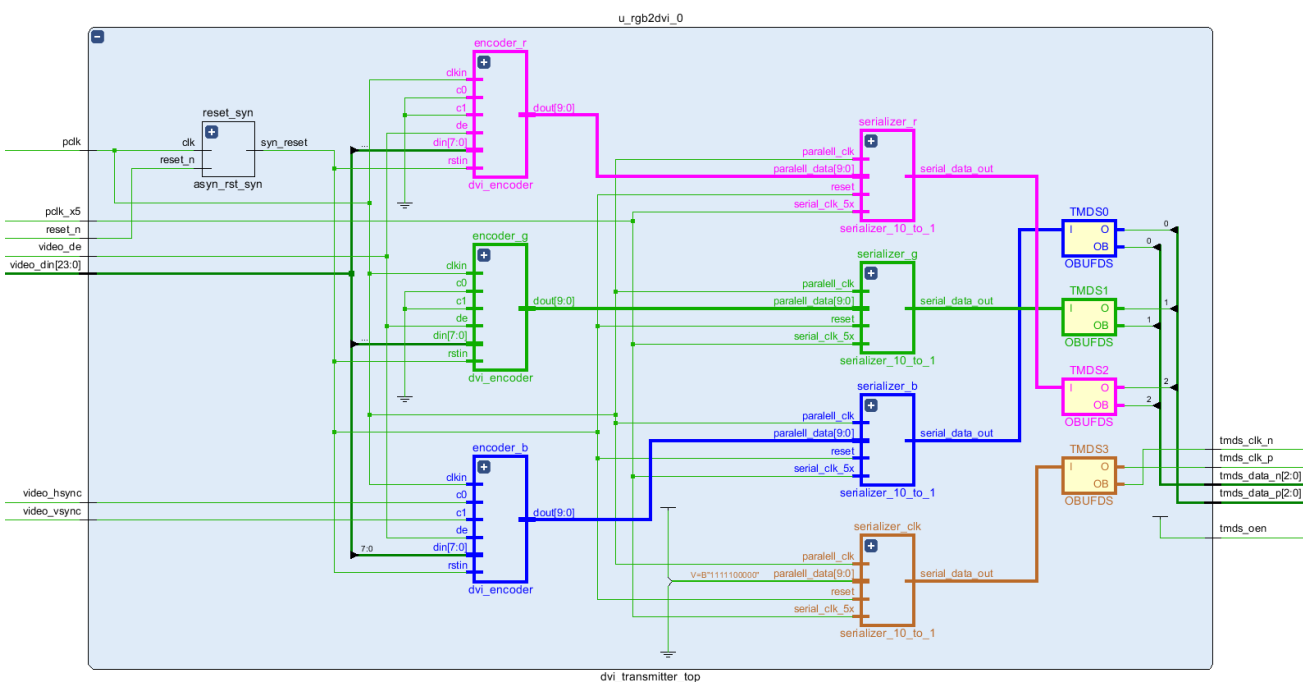 u_rgb2dvi_0
pclk
pclk_x5
reset_n
video_de
video_din[23:0]
video_hsync
video_vsync
reset_syn
clk
reset_n
syn_reset
asyn_rst_syn
encoder_r
clkin
c0
c1
de
din[7:0]
rstin
...
dout[9:0]
dvi_encoder
encoder_g
clkin
c0
c1
de
din[7:0]
rstin
...
dout[9:0]
dvi_encoder
encoder_b
clkin
c0
c1
de
7:0
din[7:0]
rstin
dout[9:0]
dvi_encoder
serializer_r
paralell_clk
paralell_data[9:0]
reset
serial_clk_5x
serial_data_out
serializer_10_to_1
serializer_g
paralell_clk
paralell_data[9:0]
reset
serial_clk_5x
serial_data_out
serializer_10_to_1
serializer_b
paralell_clk
paralell_data[9:0]
reset
serial_clk_5x
serial_data_out
serializer_10_to_1
serializer_clk
paralell_clk
V=B"1111100000"
paralell_data[9:0]
reset
serial_clk_5x
serial_data_out
serializer_10_to_1
TMDS0
I
O
OB
OBUFDS
0
0
TMDS1
I
O
OB
OBUFDS
1
1
TMDS2
I
O
OB
OBUFDS
2
2
TMDS3
I
O
OB
OBUFDS
tmds_clk_n
tmds_clk_p
tmds_data_n[2:0]
tmds_data_p[2:0]
tmds_oen
dvi_transmitter_top